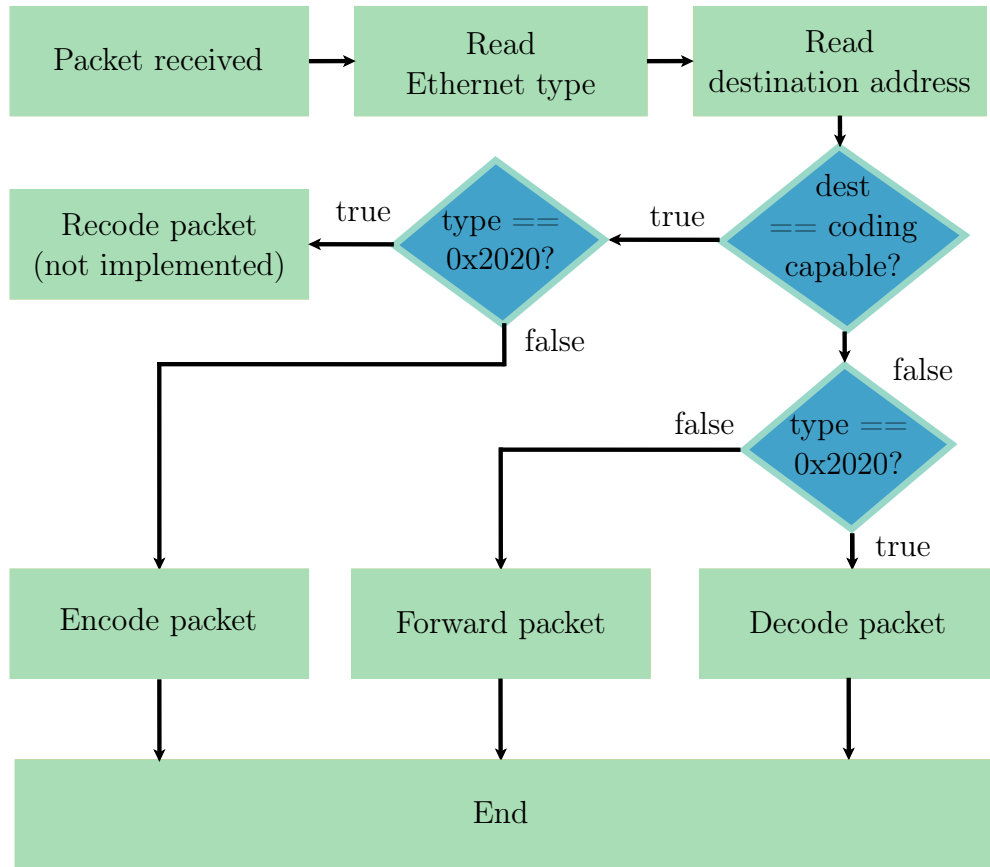 Packet received
Read
Ethernet type
Read
destination address
dest
== coding
capable?
true
type ==
0x2020?
true
Recode packet
(not implemented)
false
false
type ==
0x2020?
false
true
Encode packet
Forward packet
Decode packet
End